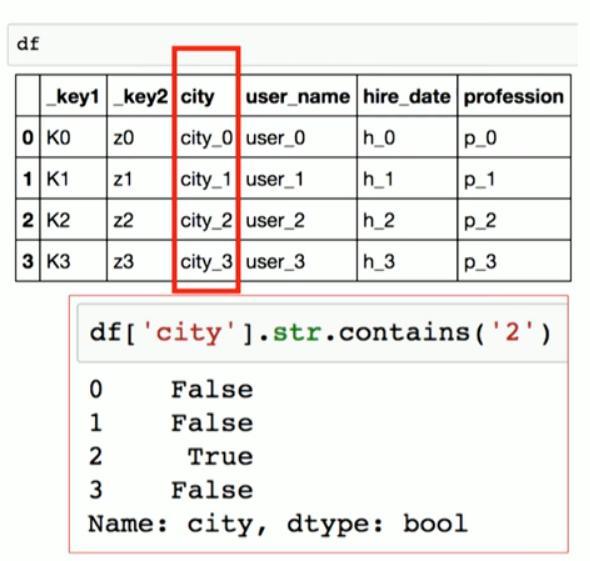 df
_key1 _key2 city user_name hire_date profession
0 K0 z0 city_0 user_0 h_0 p_0
1 K1 z1 city_1 user_1 h_1 p_1
2 K2 z2 city_2 user_2 h_2 p_2
3 K3 z3 city_3 user_3 h_3 p_3
df['city'].str.contains('2')
0 False
1 False
2 True
3 False
Name: city, dtype: bool